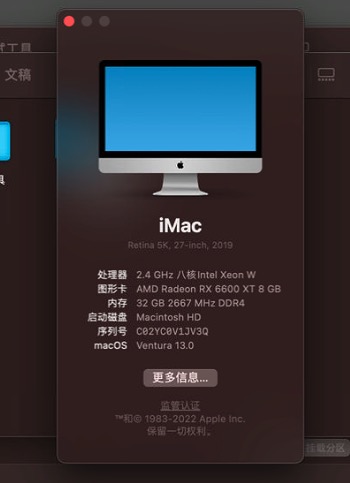 式工具
文稿
具
iMac
Retina 5K, 27-inch, 2019
处理器 2.4 GHz 八核Intel Xeon W
图形卡 AMD Radeon RX 6600 XT 8 GB
内存 32 GB 2667 MHz DDR4
启动磁盘 Macintosh HD
序列号 C02YC0V1JV3Q
macOS Ventura 13.0
更多信息...
监管认证
™和© 1983-2022 Apple Inc.
保留一切权利。
挂载分区